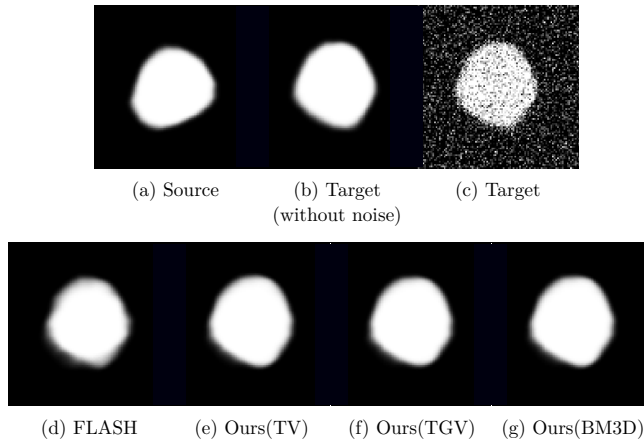 (a) Source
(b) Target
(without noise)
(c) Target
(d) FLASH
(e) Ours(TV)
(f) Ours(TGV)
(g) Ours(BM3D)